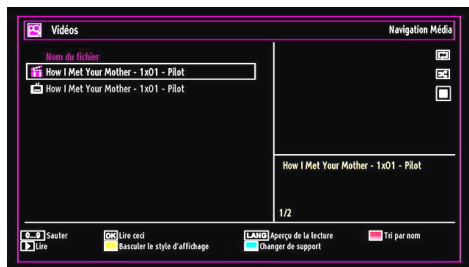 Vidéos
Navigation Média
Nom du fichier
How I Met Your Mother - 1x01 - Pilot
How I Met Your Mother - 1x01 - Pilot
How I Met Your Mother - 1x01 - Pilot
1/2
0...9 Sauter
OK Lire ceci
LANG Aperçu de la lecture
Tri par nom
Lire
Basculer le style d'affichage
Changer de support